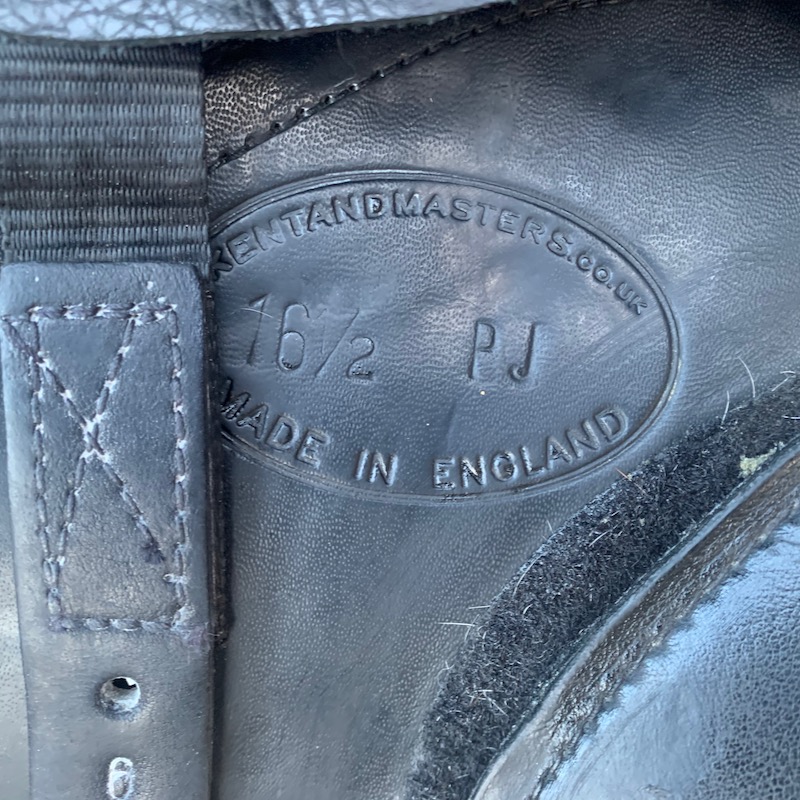 KENTANDMASTERS.CO.UK
16½ PJ
MADE IN ENGLAND
6